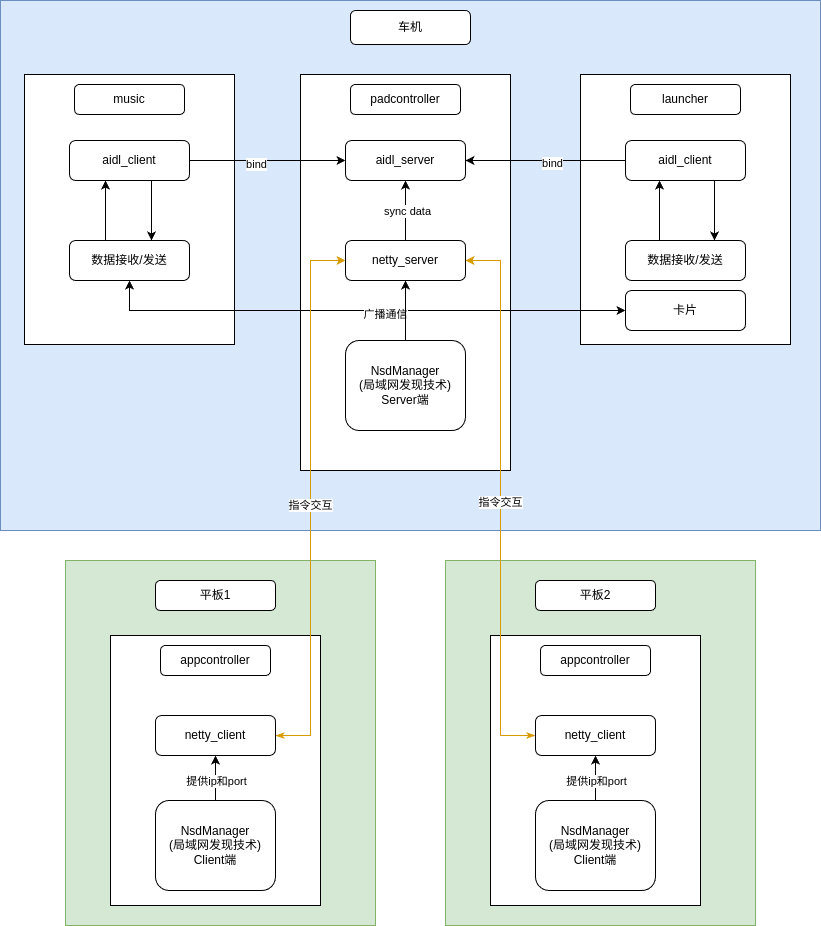 车机
music
padcontroller
launcher
aidl_client
bind
aidl_server
bind
aidl_client
sync data
数据接收/发送
netty_server
数据接收/发送
广播通信
卡片
NsdManager
(局域网发现技术)
Server端
指令交互
指令交互
平板1
平板2
appcontroller
appcontroller
netty_client
netty_client
提供ip和port
提供ip和port
NsdManager
(局域网发现技术)
Client端
NsdManager
(局域网发现技术)
Client端